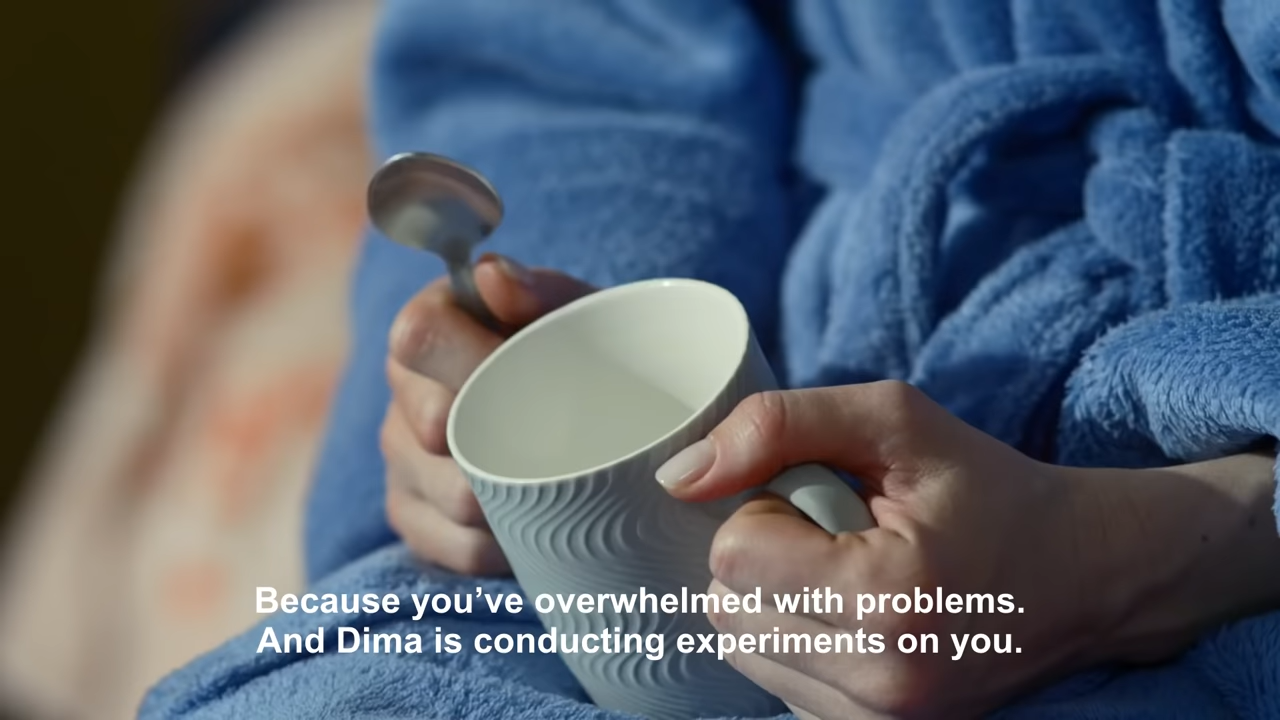 Because you’ve overwhelmed with problems.
And Dima is conducting experiments on you.